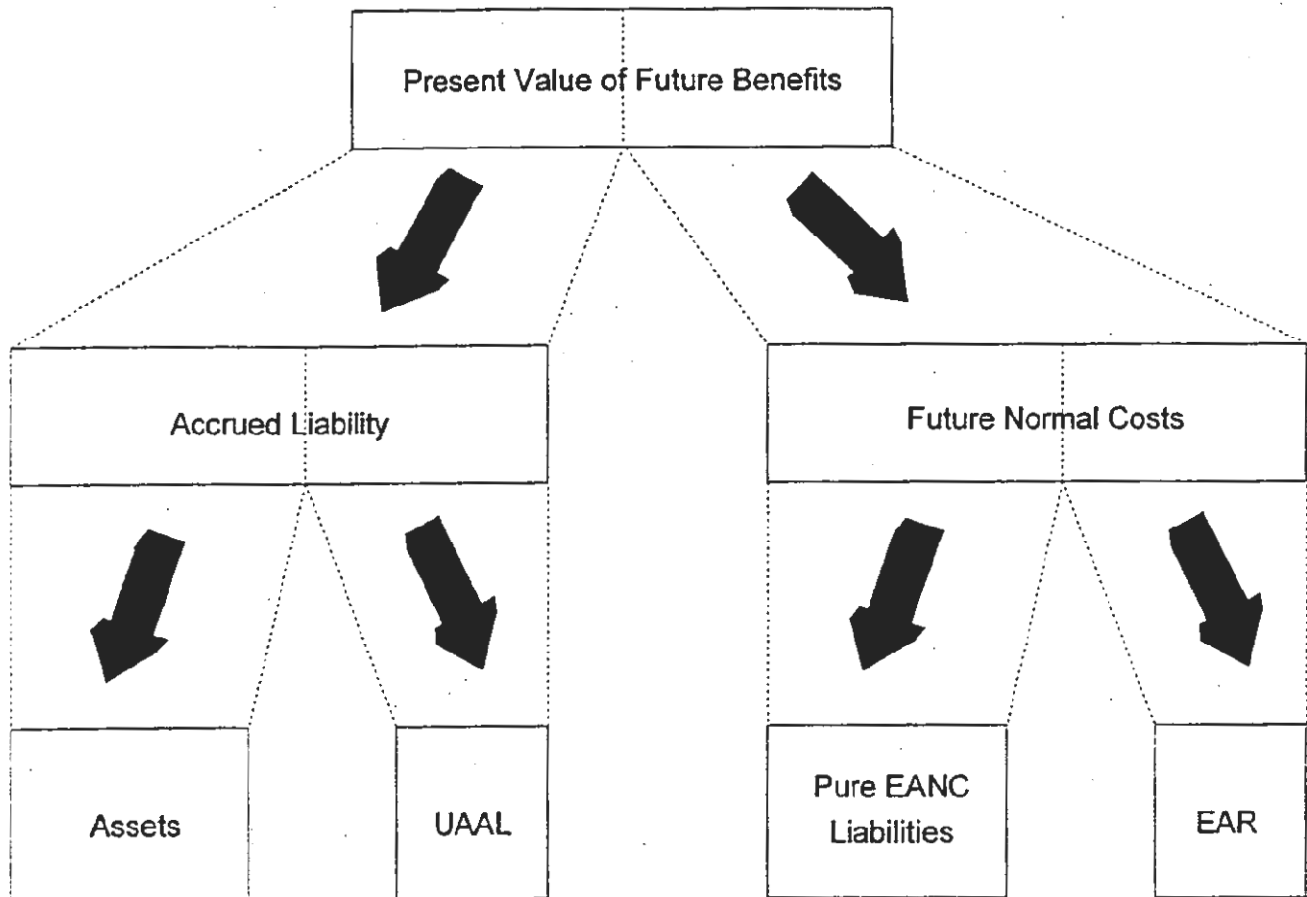 Present Value of Future Benefits
Accrued Liability
Future Normal Costs
Assets
UAAL
Pure EANC
Liabilities
EAR